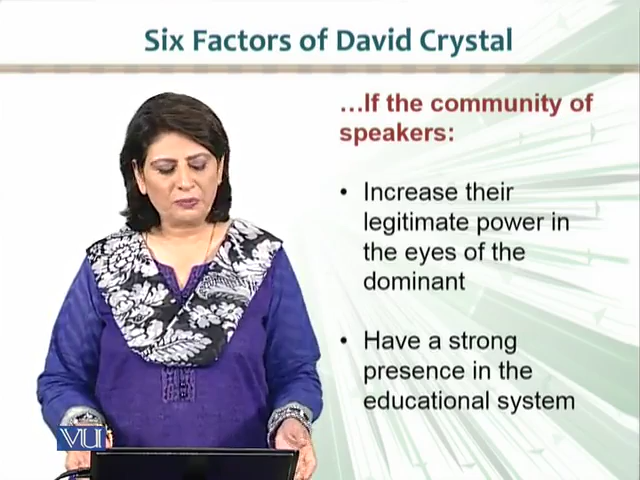 Six Factors of David Crystal
…If the community of
speakers:
• Increase their
legitimate power in
the eyes of the
dominant
• Have a strong
presence in the
educational system
VU